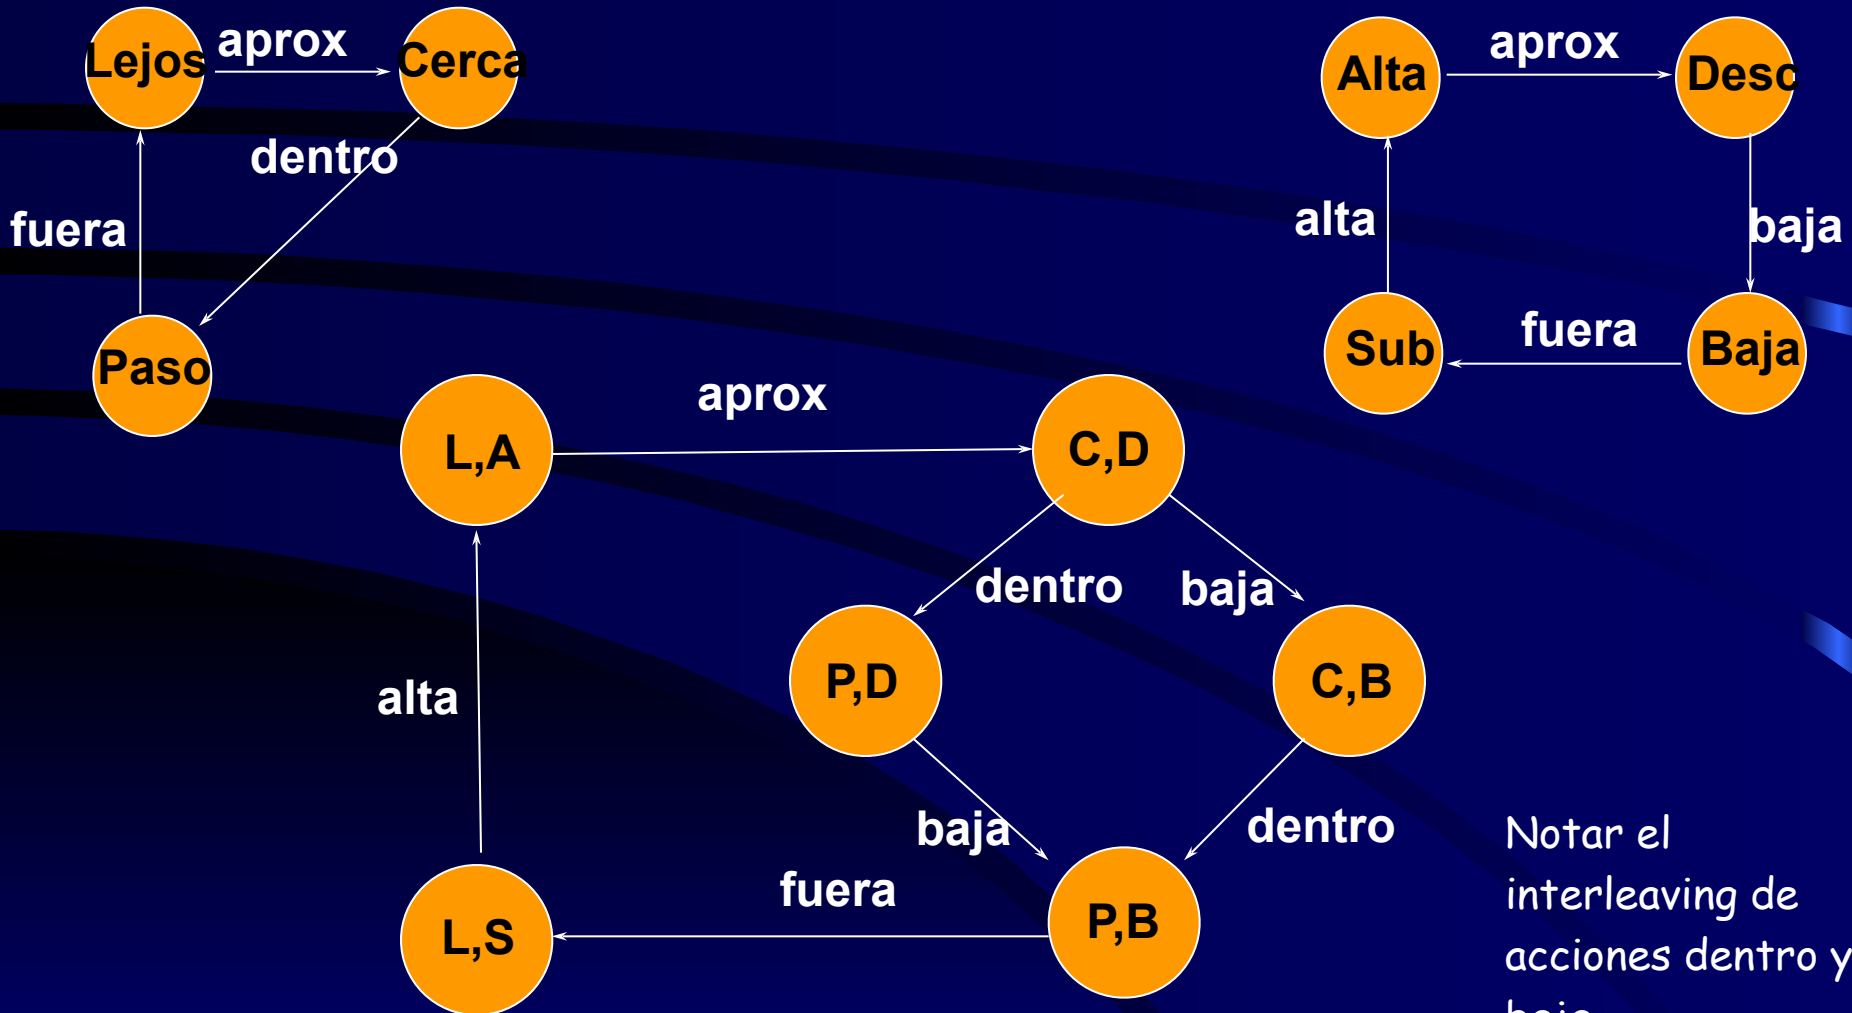 Lejos
aprox
Cerca
dentro
fuera
Paso
Alta
aprox
Desc
alta
baja
Sub
fuera
Baja
L,A
aprox
C,D
dentro
baja
P,D
C,B
alta
baja
dentro
fuera
L,S
P,B
Notar el
interleaving de
acciones dentro y